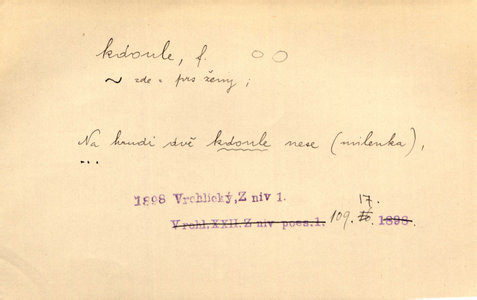 kdoule, f.
~ zde = prs ženy ;
Na hrudi dvě kdoule nese (milenka),
...
1898 Vrchlický, Z niv 1. 17.
Vrchl.XXII.Z niv poes.1. 109. 1898.